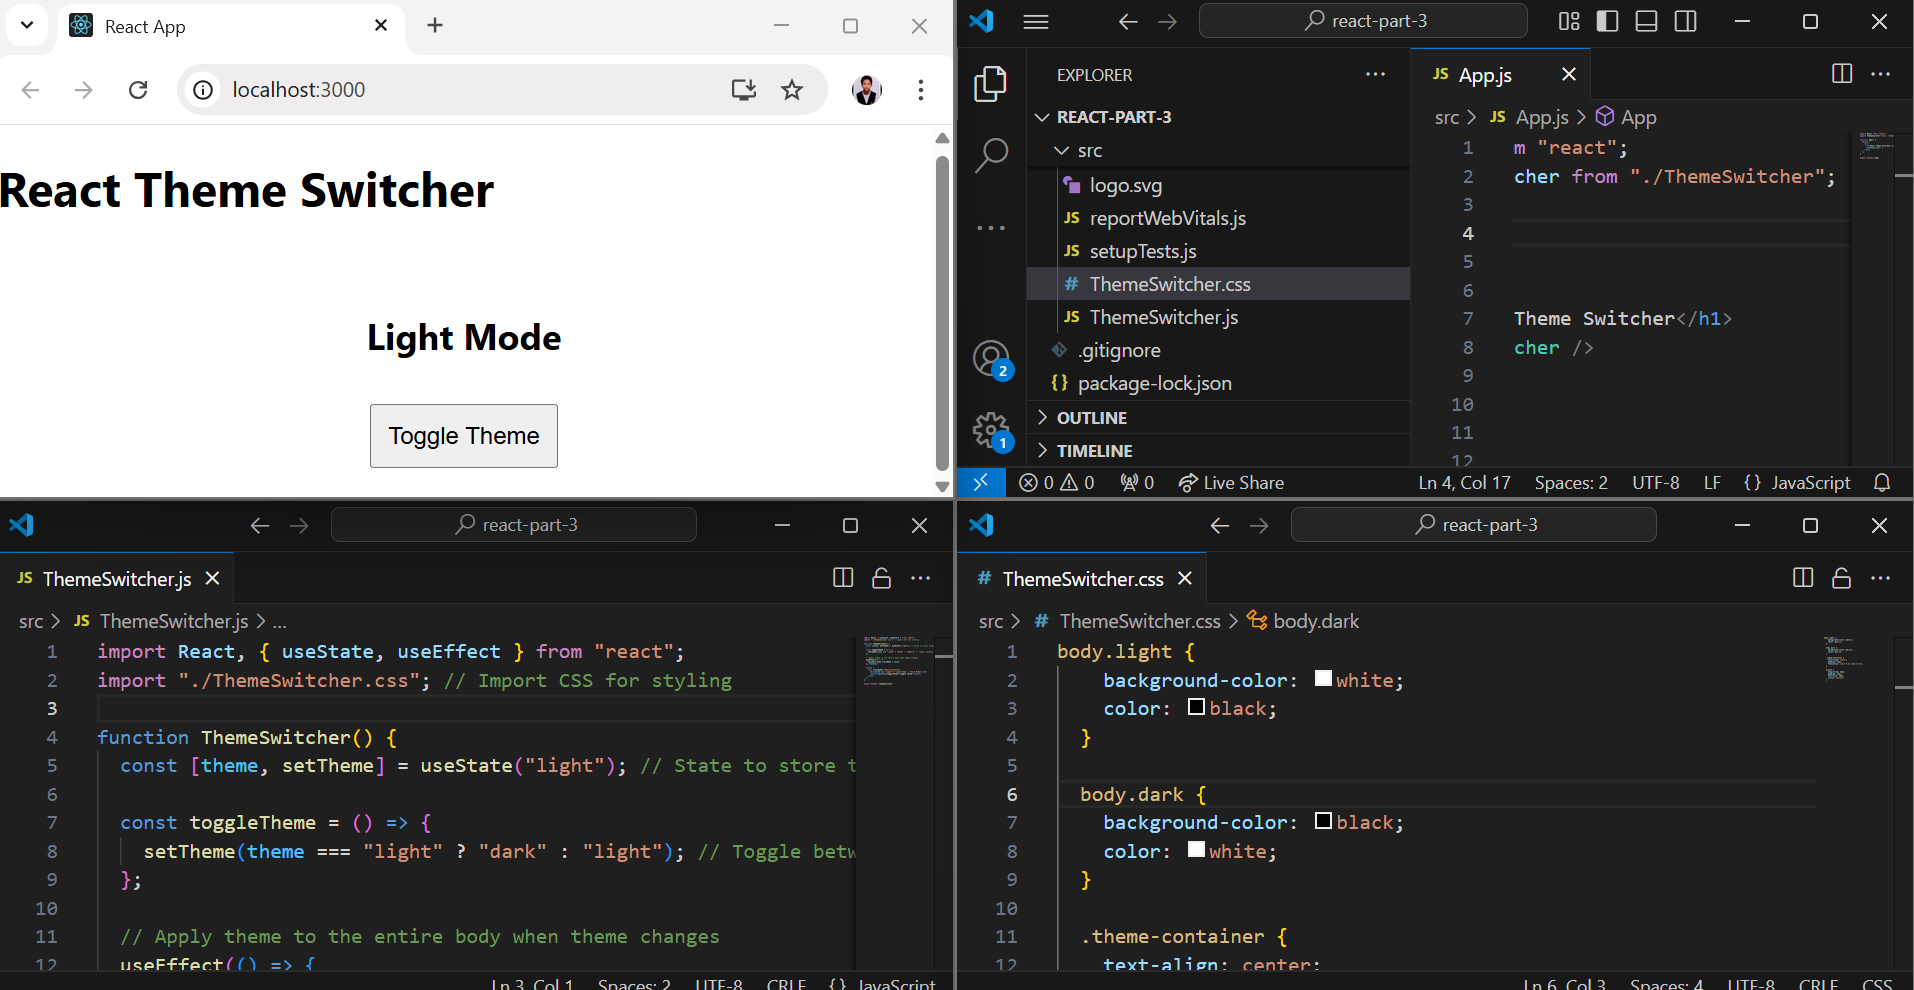 React App
localhost:3000
React Theme Switcher
Light Mode
Toggle Theme
react-part-3
EXPLORER
REACT-PART-3
src
logo.svg
JS reportWebVitals.js
JS setupTests.js
# ThemeSwitcher.css
JS ThemeSwitcher.js
.gitignore
{} package-lock.json
OUTLINE
TIMELINE
2
1
JS App.js
src > JS App.js > App
1 m "react";
2 cher from "./ThemeSwitcher";
3
4
5
6
7 Theme Switcher</h1>
8 cher />
9
10
11
12
0 0 0 Live Share Ln 4, Col 17 Spaces: 2 UTF-8 LF {} JavaScript
react-part-3
JS ThemeSwitcher.js
src > JS ThemeSwitcher.js > ...
1 import React, { useState, useEffect } from "react";
2 import "./ThemeSwitcher.css"; // Import CSS for styling
3
4 function ThemeSwitcher() {
5 const [theme, setTheme] = useState("light"); // State to store t
6
7 const toggleTheme = () => {
8 setTheme(theme === "light" ? "dark" : "light"); // Toggle betw
9 };
10
11 // Apply theme to the entire body when theme changes
12 useEffect(() => {
Ln 3, Col 1 Spaces: 2 UTF-8 CRLF {} JavaScript
react-part-3
# ThemeSwitcher.css
src > # ThemeSwitcher.css > body.dark
1 body.light {
2 background-color: white;
3 color: black;
4 }
5
6 body.dark {
7 background-color: black;
8 color: white;
9 }
10
11 .theme-container {
12 text-align: center;
Ln 6, Col 3 Spaces: 4 UTF-8 CRLF CSS